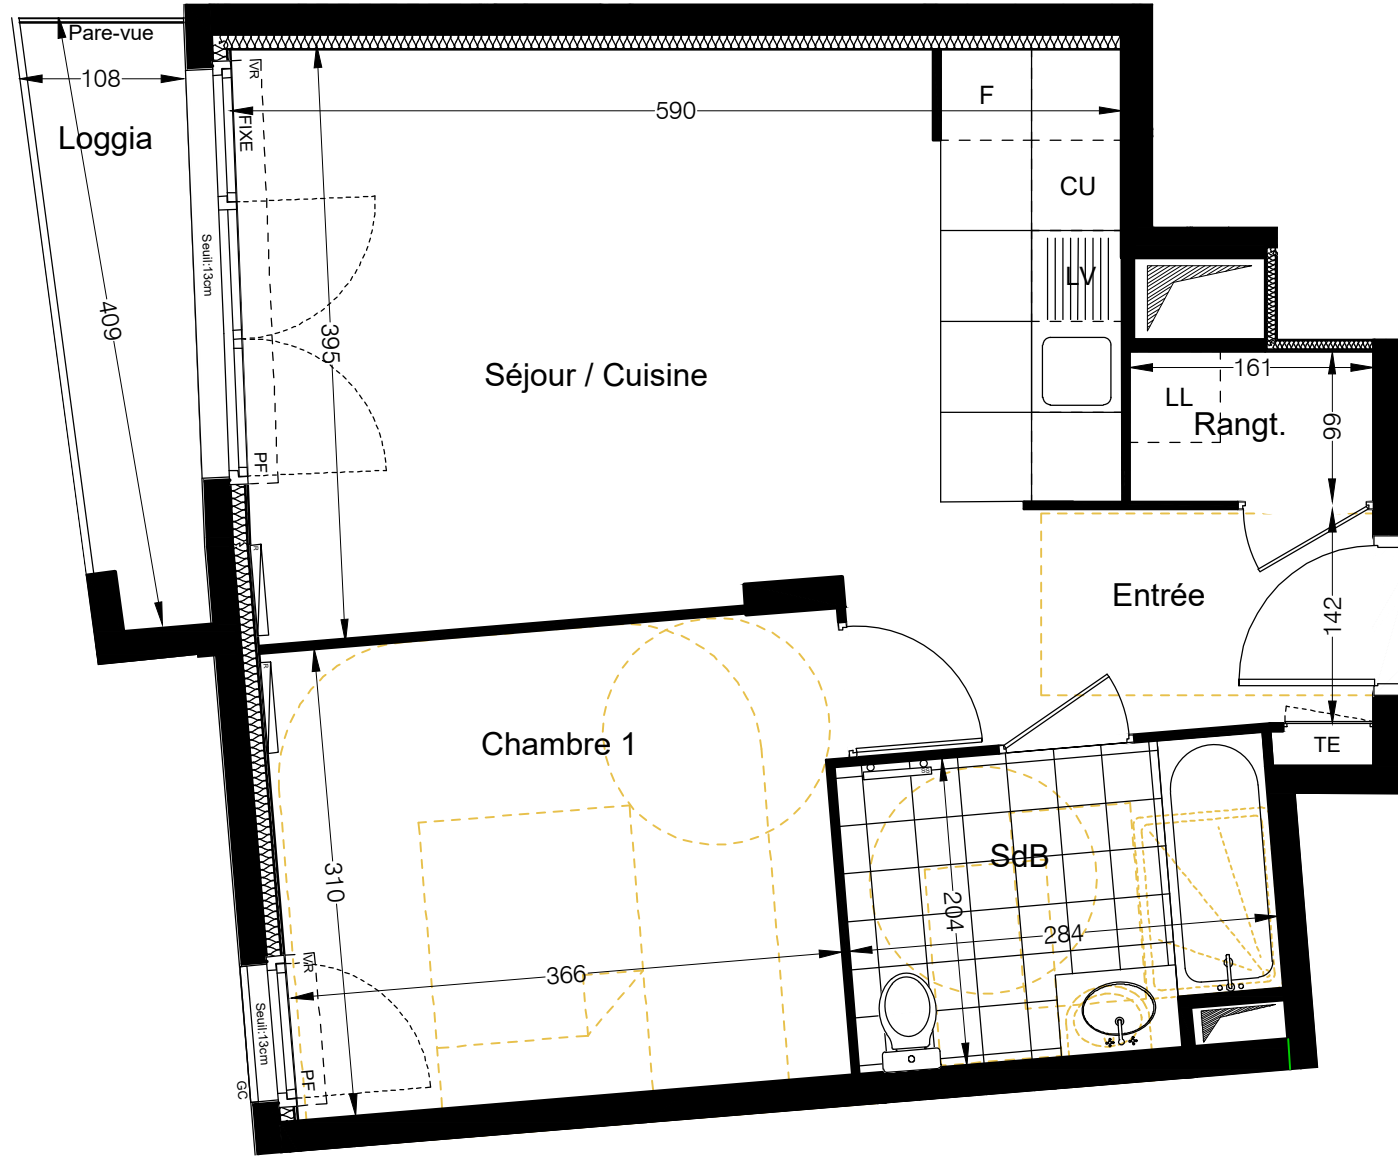 Pare-vue
108
Loggia
409
VR
FIXE
Seuil:13cm
PF
590
395
Séjour / Cuisine
F
CU
LV
161
LL
Rangt.
99
Entrée
142
TE
R
R
Chambre 1
310
366
VR
PF
Seuil:13cm
GC
SS
SdB
204
284